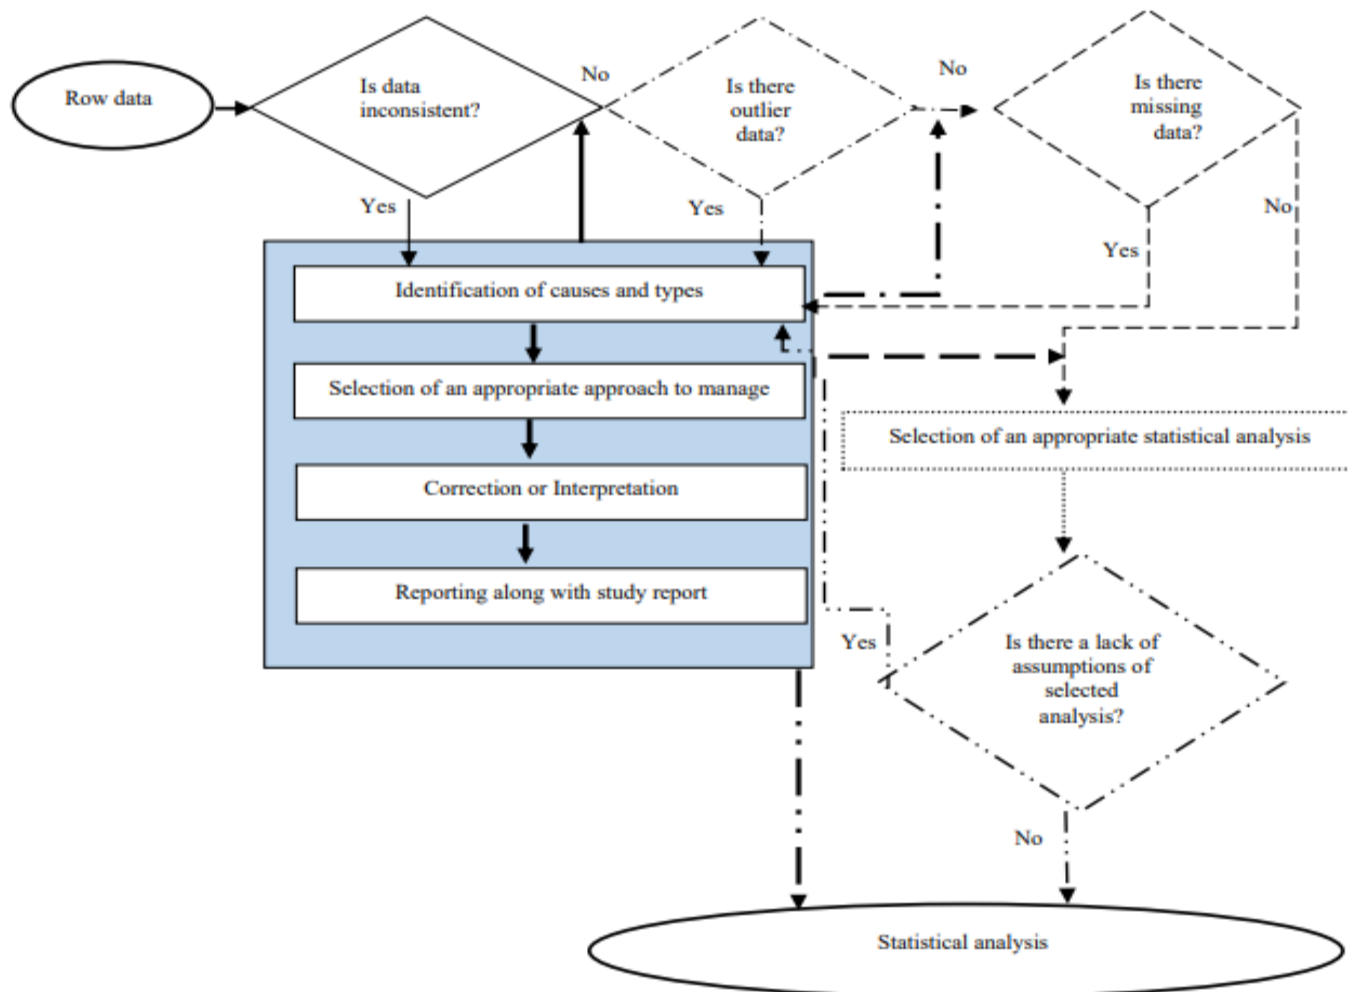 Row data
Is data
inconsistent?
No
Is there
outlier
data?
No
Is there
missing
data?
Yes
Yes
No
Yes
Identification of causes and types
Selection of an appropriate approach to manage
Selection of an appropriate statistical analysis
Correction or Interpretation
Reporting along with study report
Yes
Is there a lack of
assumptions of
selected
analysis?
No
Statistical analysis